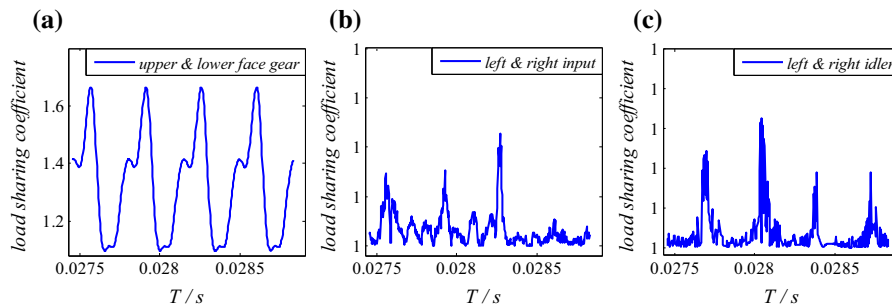 (a)
load sharing coefficient
1.6
1.4
1.2
upper & lower face gear
0.0275
0.028
0.0285
T / s
(b)
load sharing coefficient
1
1
1
1
1
left & right input
0.0275
0.028
0.0285
T / s
(c)
load sharing coefficient
1
1
1
1
1
left & right idler
0.0275
0.028
0.0285
T / s